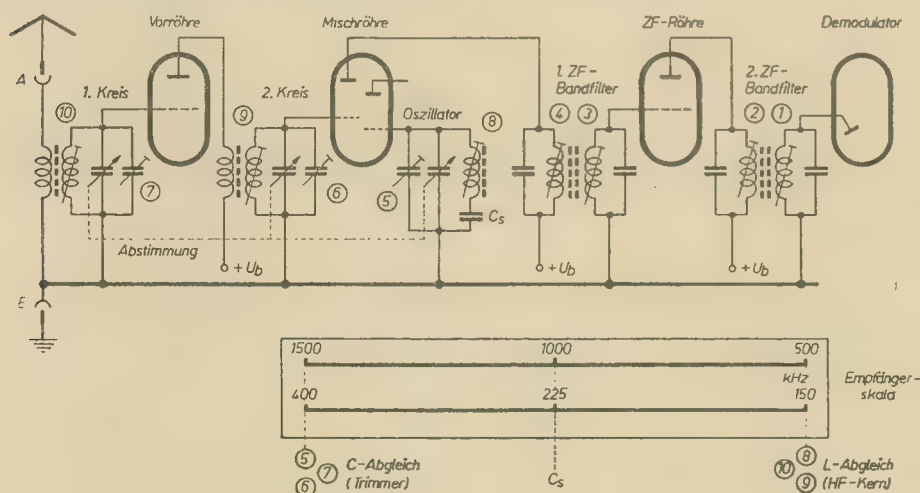 Vorröhre
Mischröhre
ZF-Röhre
Demodulator
A
1. Kreis
2. Kreis
Oszillator
1. ZF-
Bandfilter
2. ZF-
Bandfilter
⑩
⑨
⑧
④ ③
② ①
⑦
⑥
⑤
Cs
Abstimmung
+ Ub
+ Ub
+ Ub
E
1500 1000 500
kHz
400 225 150
Empfänger-
skala
⑤ ⑦ ⑥ C-Abgleich
(Trimmer)
Cs
⑧ ⑩ ⑨ L-Abgleich
(HF-Kern)